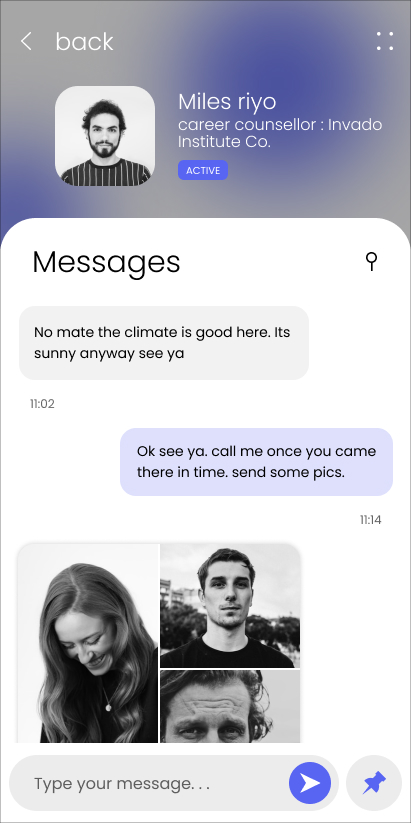 back
Miles riyo
career counsellor : Invado
Institute Co.
ACTIVE
Messages
No mate the climate is good here. Its
sunny anyway see ya
11:02
Ok see ya. call me once you came
there in time. send some pics.
11:14
Type your message. . .